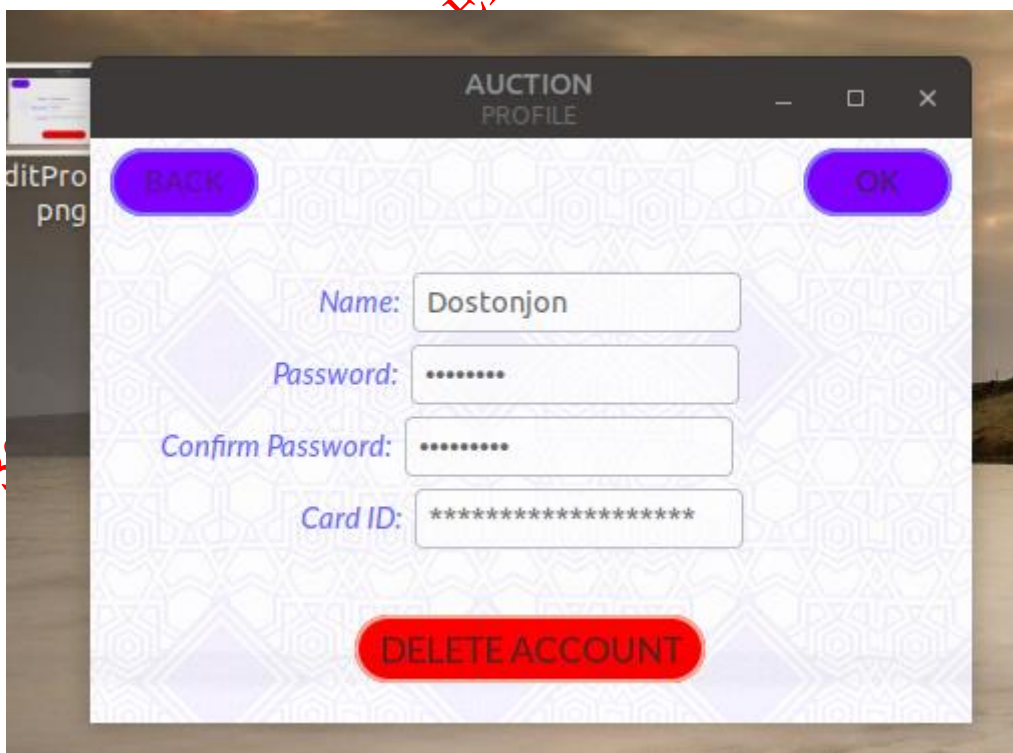 AUCTION
PROFILE
ditPro
png
BACK
OK
Name: Dostonjon
Password: ••••••••
Confirm Password: •••••••••
Card ID: *******************
DELETE ACCOUNT